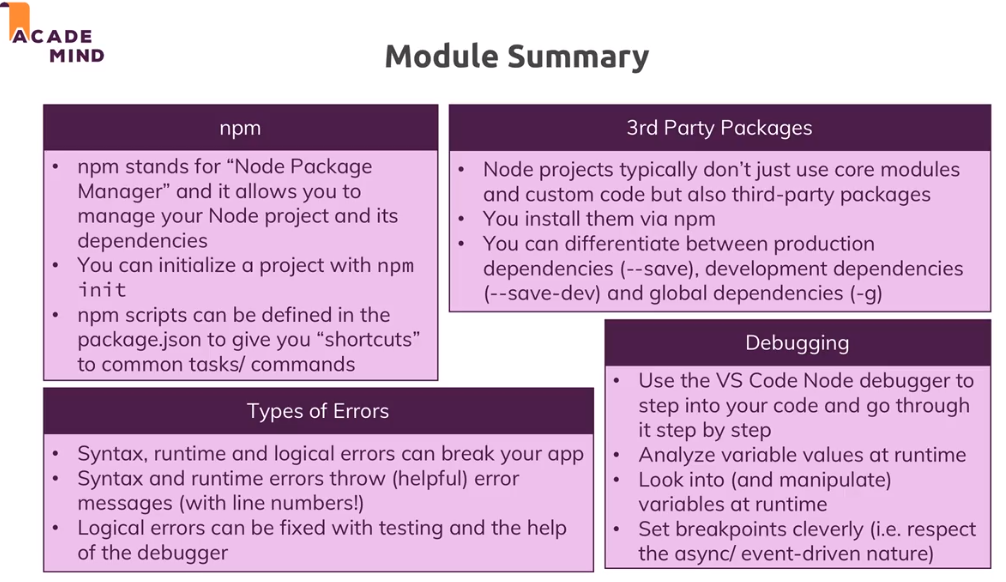 ACADE
MIND
Module Summary
npm
• npm stands for “Node Package
Manager” and it allows you to
manage your Node project and its
dependencies
• You can initialize a project with npm
init
• npm scripts can be defined in the
package.json to give you “shortcuts”
to common tasks/ commands
3rd Party Packages
• Node projects typically don’t just use core modules
and custom code but also third-party packages
• You install them via npm
• You can differentiate between production
dependencies (--save), development dependencies
(--save-dev) and global dependencies (-g)
Types of Errors
• Syntax, runtime and logical errors can break your app
• Syntax and runtime errors throw (helpful) error
messages (with line numbers!)
• Logical errors can be fixed with testing and the help
of the debugger
Debugging
• Use the VS Code Node debugger to
step into your code and go through
it step by step
• Analyze variable values at runtime
• Look into (and manipulate)
variables at runtime
• Set breakpoints cleverly (i.e. respect
the async/ event-driven nature)